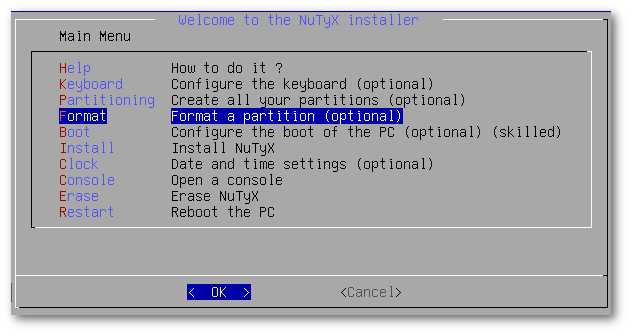 Welcome to the NuTyX installer
Main Menu
Help How to do it ?
Keyboard Configure the keyboard (optional)
Partitioning Create all your partitions (optional)
Format Format a partition (optional)
Boot Configure the boot of the PC (optional) (skilled)
Install Install NuTyX
Clock Date and time settings (optional)
Console Open a console
Erase Erase NuTyX
Restart Reboot the PC
< OK > <Cancel>